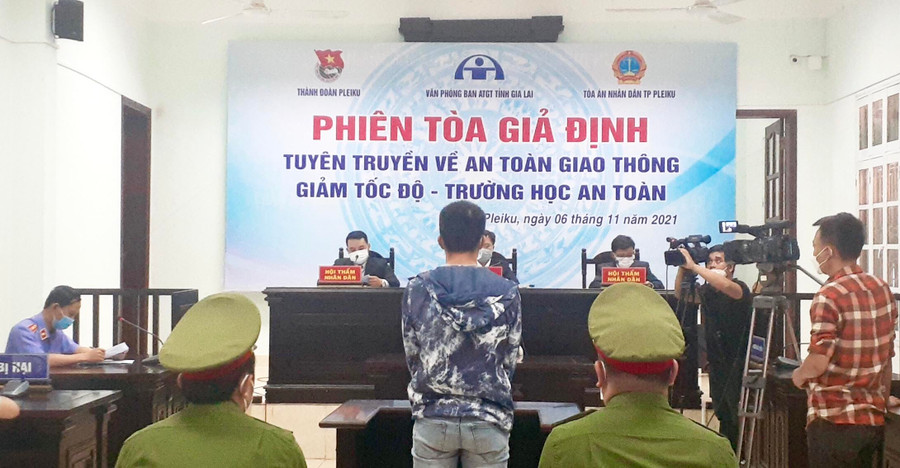 THÀNH ĐOÀN PLEIKU
VĂN PHÒNG BAN ATGT TỈNH GIA LAI
TÒA ÁN NHÂN DÂN TP PLEIKU
PHIÊN TÒA GIẢ ĐỊNH
TUYÊN TRUYỀN VỀ AN TOÀN GIAO THÔNG
GIẢM TỐC ĐỘ - TRƯỜNG HỌC AN TOÀN
Pleiku, ngày 06 tháng 11 năm 2021
HỘI THẨM
NHÂN DÂN
HỘI THẨM
NHÂN DÂN
BỊ HẠI